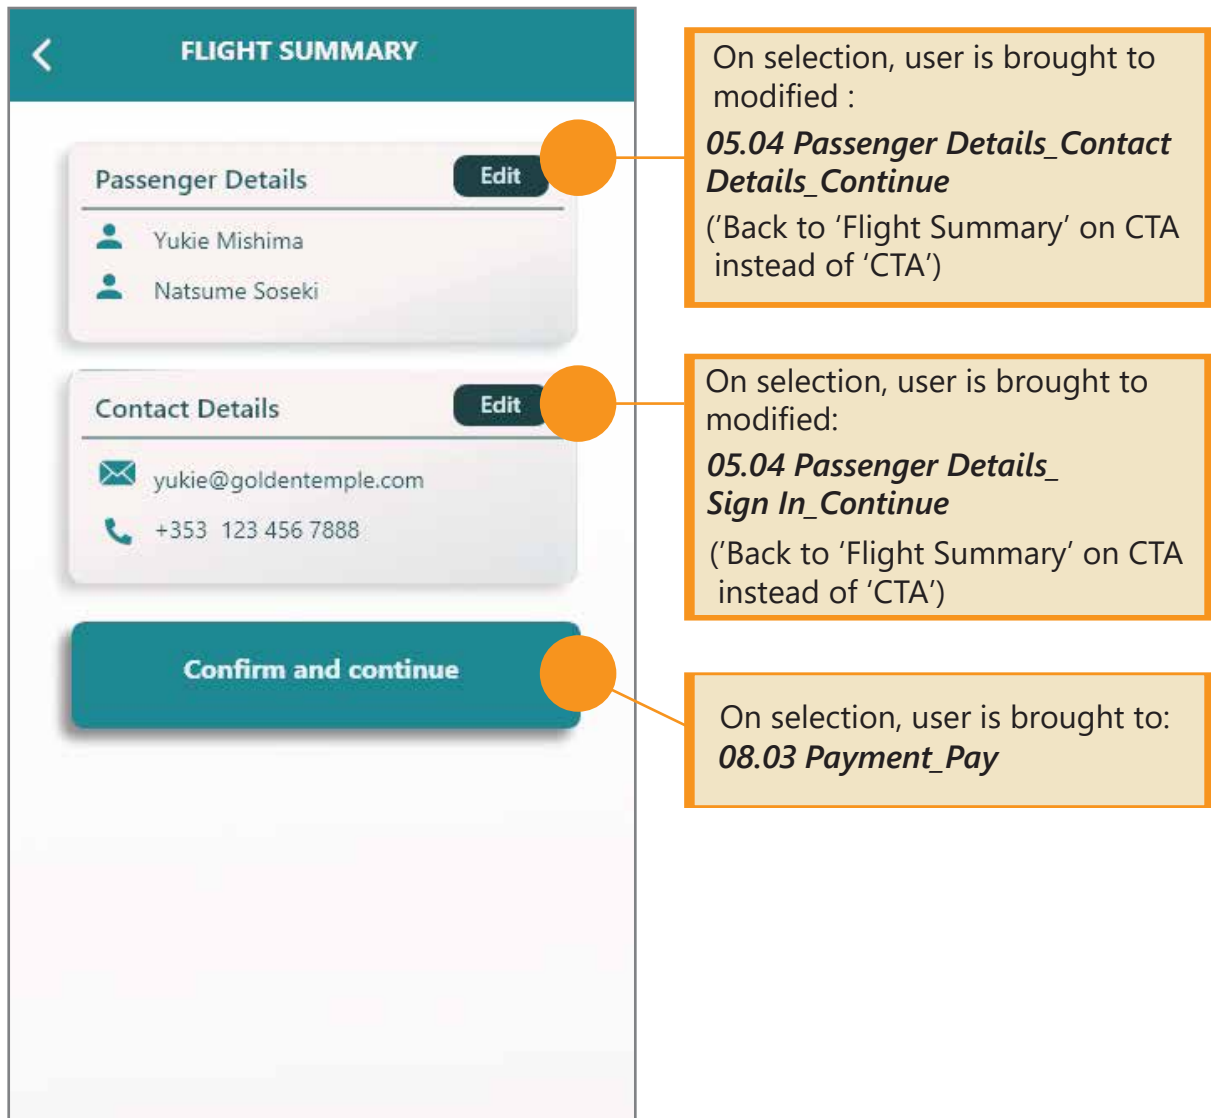 FLIGHT SUMMARY
Passenger Details
Edit
Yukie Mishima
Natsume Soseki
Contact Details
Edit
yukie@goldentemple.com
+353 123 456 7888
Confirm and continue
On selection, user is brought to
modified :
05.04 Passenger Details_Contact
Details_Continue
(’Back to ‘Flight Summary’ on CTA
instead of ‘CTA’)
On selection, user is brought to
modified:
05.04 Passenger Details_
Sign In_Continue
(’Back to ‘Flight Summary’ on CTA
instead of ‘CTA’)
On selection, user is brought to:
08.03 Payment_Pay